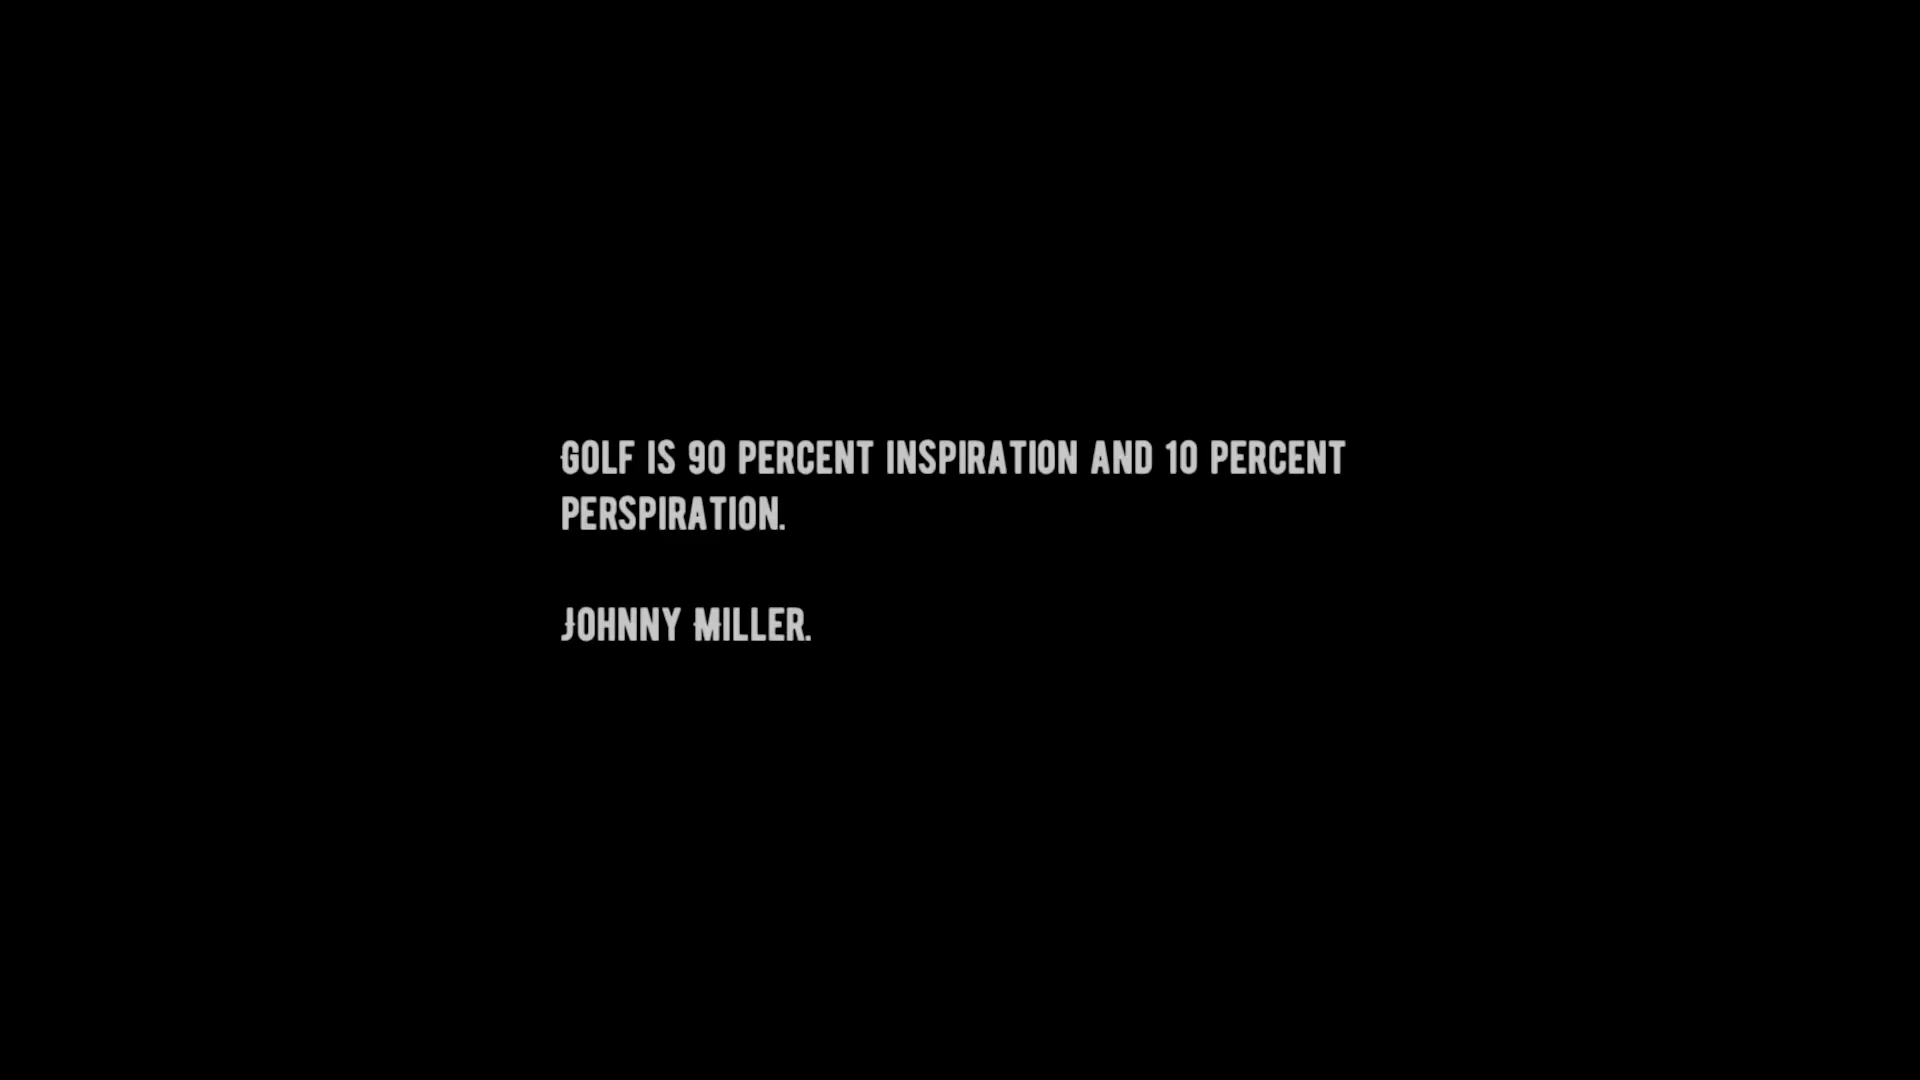 Golf is 90 percent inspiration and 10 percent
perspiration.
Johnny Miller.